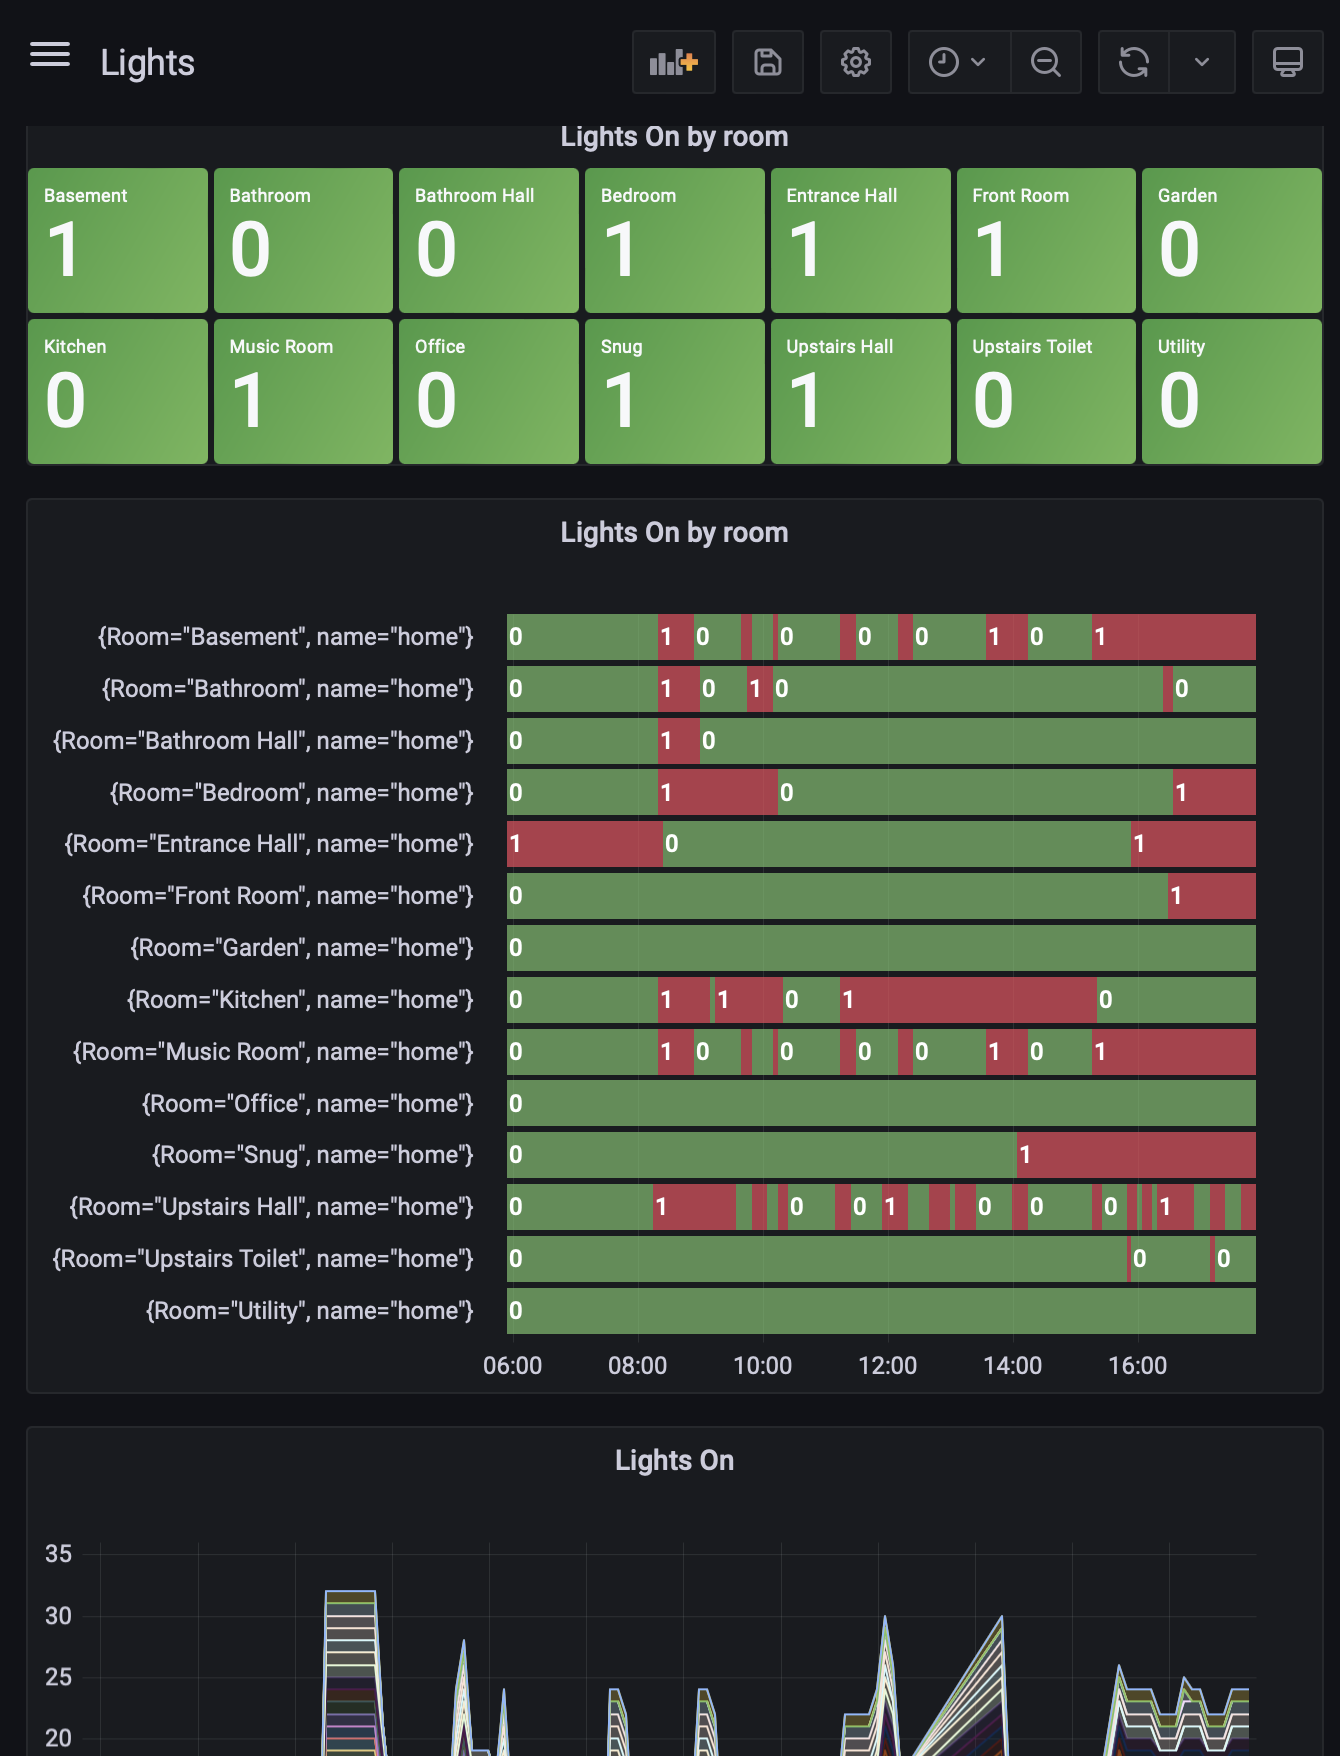 Lights
Lights On by room
Basement Bathroom Bathroom Hall Bedroom Entrance Hall Front Room Garden
1 0 0 1 1 1 0
Kitchen Music Room Office Snug Upstairs Hall Upstairs Toilet Utility
0 1 0 1 1 0 0
Lights On by room
{Room="Basement", name="home"} 0 1 0 0 0 0 1 0 1
{Room="Bathroom", name="home"} 0 1 0 1 0 0
{Room="Bathroom Hall", name="home"} 0 1 0
{Room="Bedroom", name="home"} 0 1 0 1
{Room="Entrance Hall", name="home"} 1 0 1
{Room="Front Room", name="home"} 0 1
{Room="Garden", name="home"} 0
{Room="Kitchen", name="home"} 0 1 1 0 1 0
{Room="Music Room", name="home"} 0 1 0 0 0 0 1 0 1
{Room="Office", name="home"} 0
{Room="Snug", name="home"} 0 1
{Room="Upstairs Hall", name="home"} 0 1 0 0 1 0 0 0 1
{Room="Upstairs Toilet", name="home"} 0 0 0
{Room="Utility", name="home"} 0
06:00 08:00 10:00 12:00 14:00 16:00
Lights On
35
30
25
20